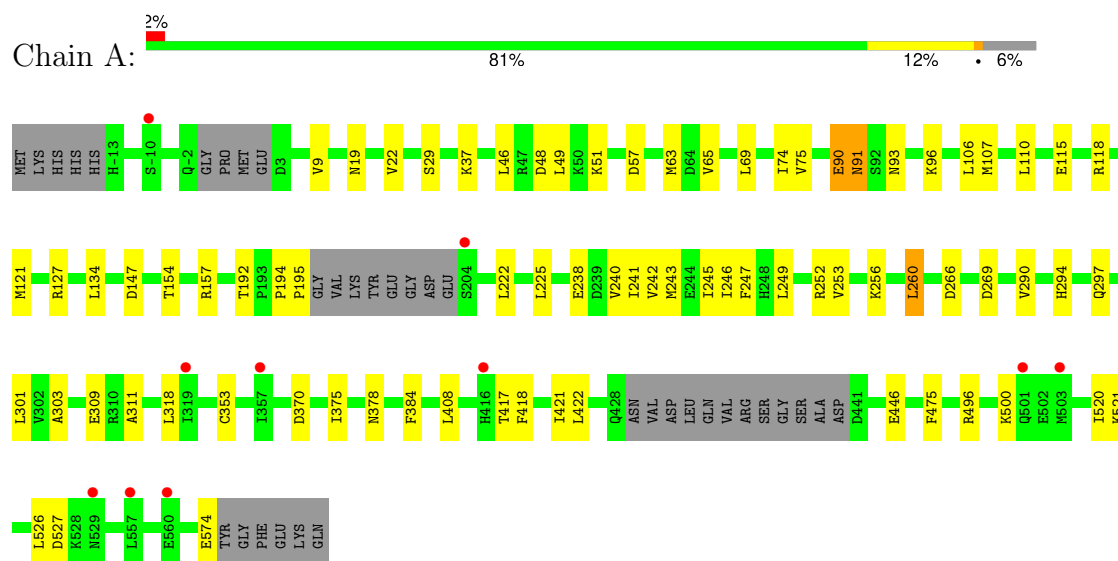 2%
Chain A:
81% 12% • 6%
MET LYS HIS HIS HIS H-13 S-10 Q-2 GLY PRO MET GLU D3 V9 N19 V22 S29 K37 L46 R47 D48 L49 K50 K51 D57 M63 D64 V65 L69 I74 V75 E90 N91 S92 N93 K96 L106 M107 L110 E115 R118
M121 R127 L134 D147 T154 R157 T192 P193 P194 P195 GLY VAL LYS TYR GLU GLY ASP GLU S204 L222 L225 E238 D239 V240 I241 V242 M243 E244 I245 I246 F247 H248 L249 R252 V253 K256 L260 D266 D269 V290 H294 Q297
L301 V302 A303 E309 R310 A311 L318 I319 C353 I357 D370 I375 N378 F384 L408 H416 T417 F418 I421 L422 Q428 ASN VAL ASP LEU GLN VAL ARG SER GLY SER ALA ASP D441 E446 F475 R496 K500 Q501 E502 M503 I520 K521
L526 D527 K528 N529 L557 E560 E574 TYR GLY PHE GLU LYS GLN